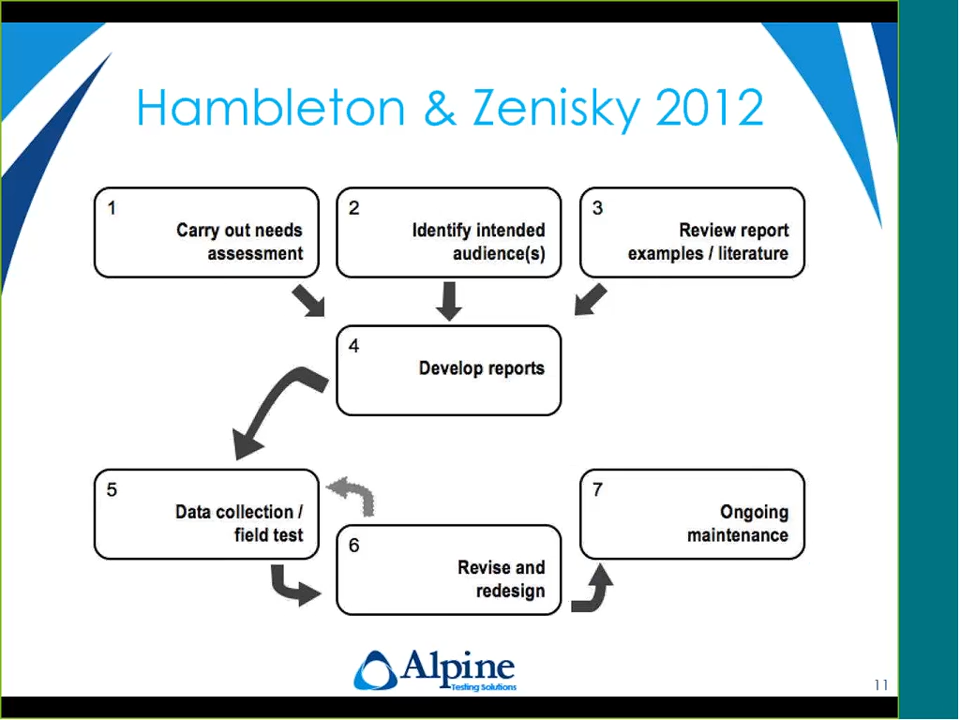 Hambleton & Zenisky 2012
1
Carry out needs
assessment
2
Identify intended
audience(s)
3
Review report
examples / literature
4
Develop reports
5
Data collection /
field test
6
Revise and
redesign
7
Ongoing
maintenance
Alpine
Testing Solutions
11